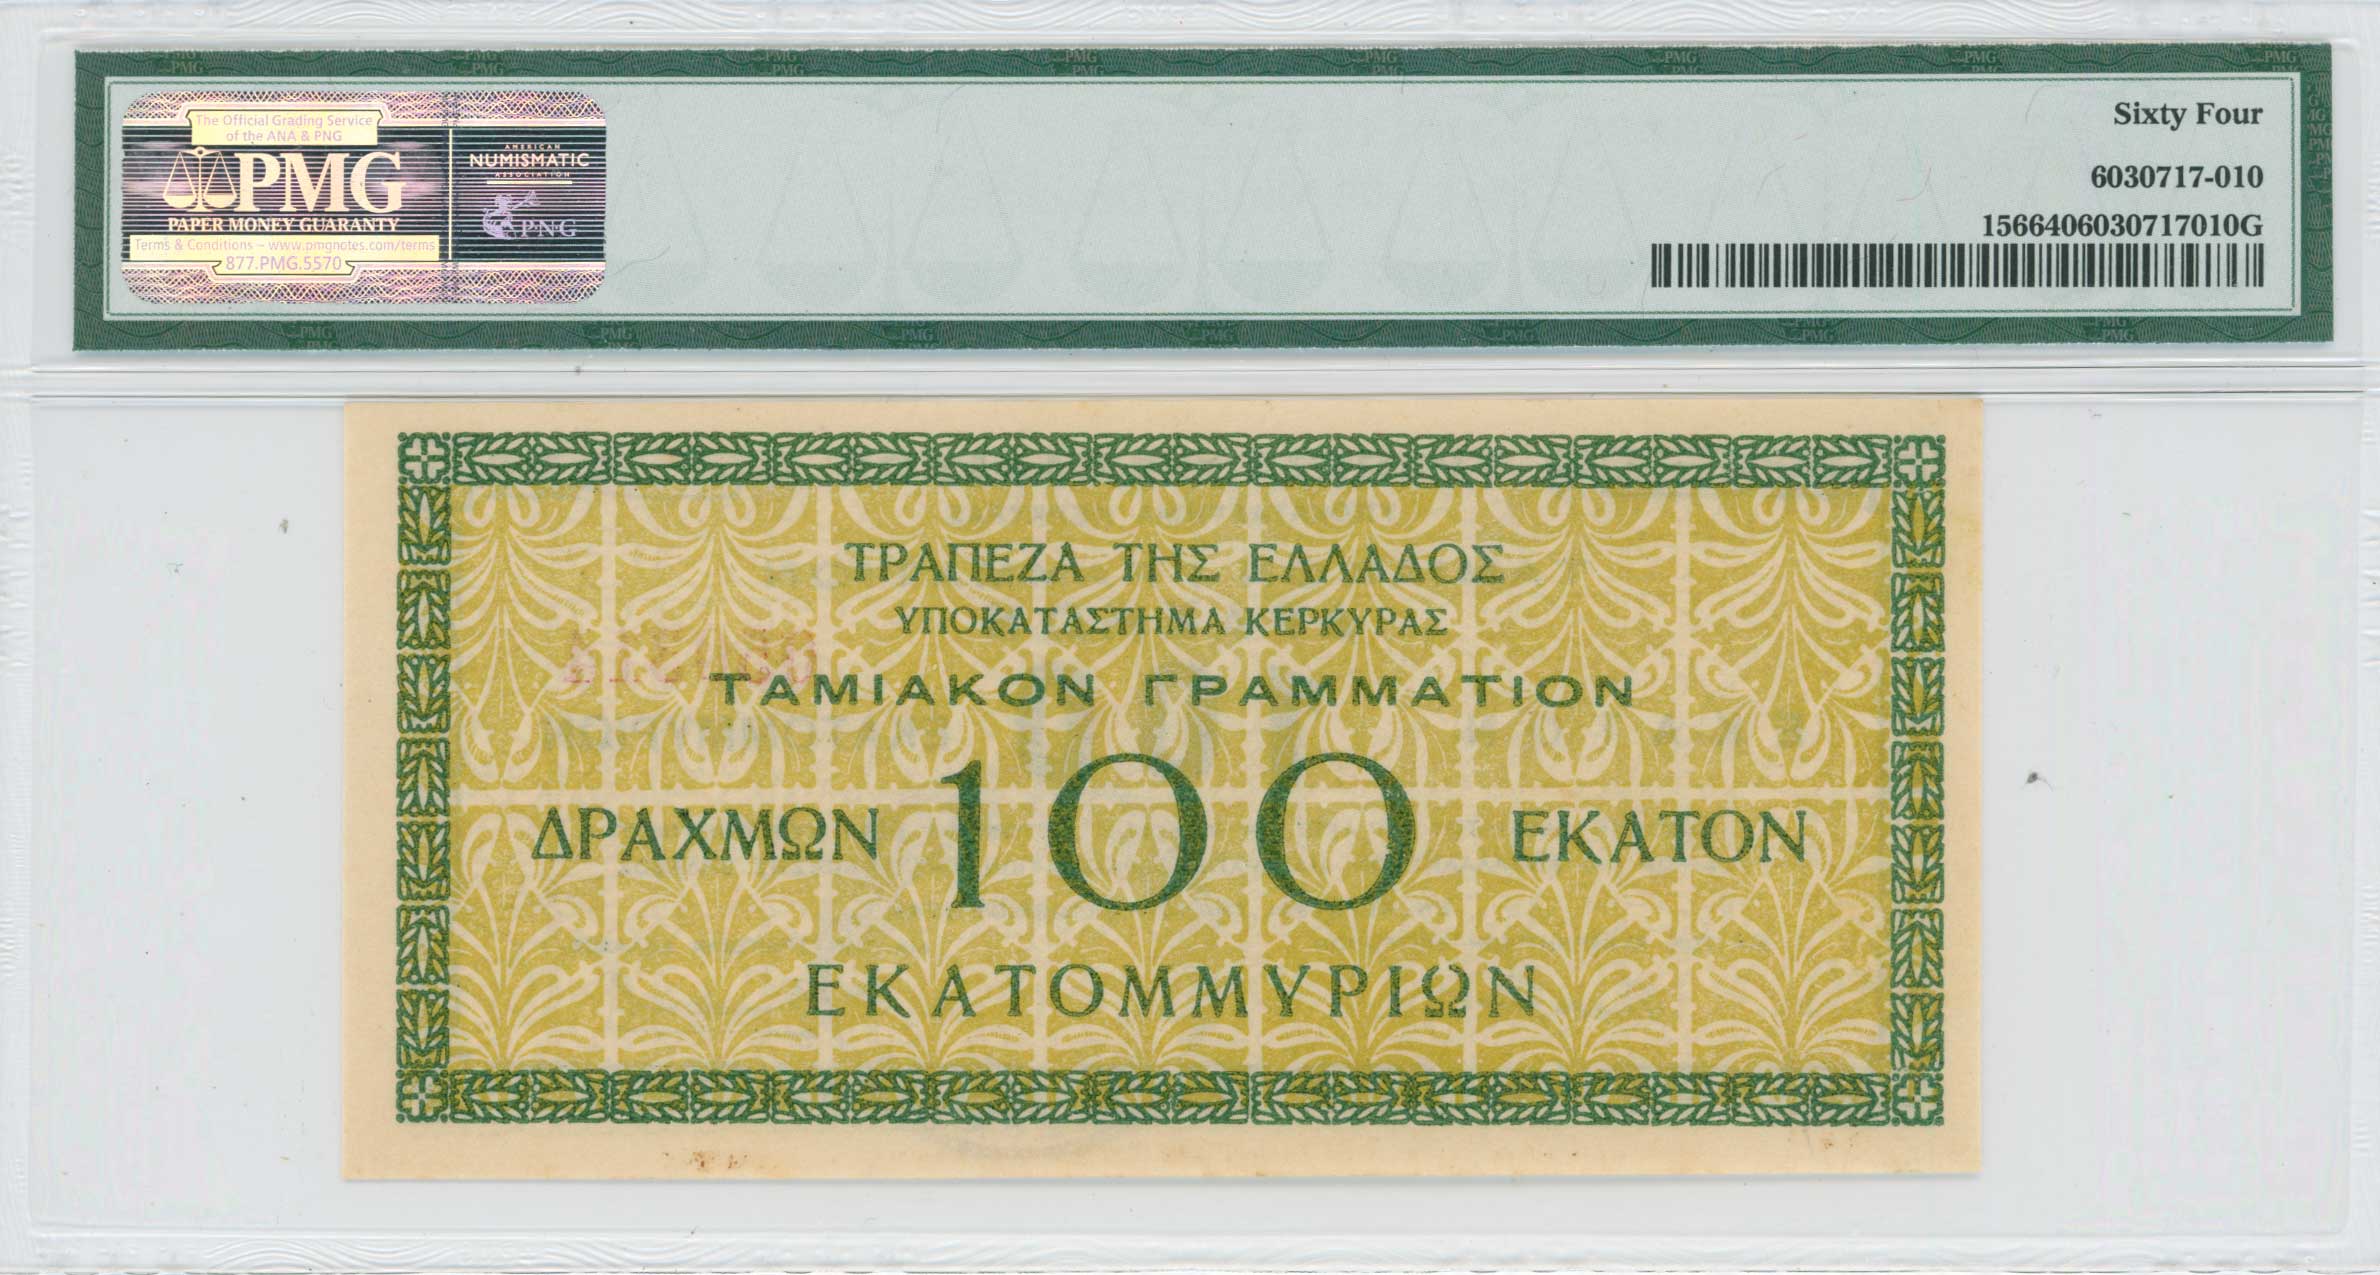 The Official Grading Service
of the ANA & PNG
PMG
PAPER MONEY GUARANTY
Terms & Conditions – www.pmgnotes.com/terms
877.PMG.5570
AMERICAN
NUMISMATIC
ASSOCIATION
P·N·G
Sixty Four
6030717-010
1566406030717010G
ΤΡΑΠΕΖΑ ΤΗΣ ΕΛΛΑΔΟΣ
ΥΠΟΚΑΤΑΣΤΗΜΑ ΚΕΡΚΥΡΑΣ
ΤΑΜΙΑΚΟΝ ΓΡΑΜΜΑΤΙΟΝ
ΔΡΑΧΜΩΝ 100 ΕΚΑΤΟΝ
ΕΚΑΤΟΜΜΥΡΙΩΝ